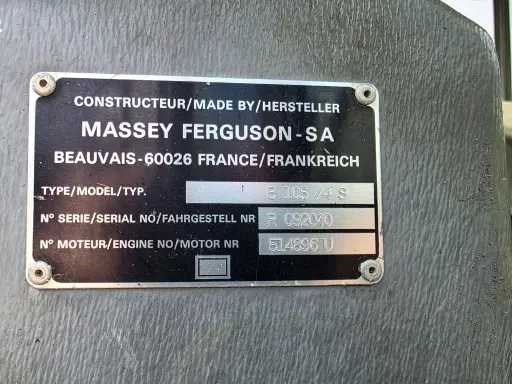 CONSTRUCTEUR/MADE BY/HERSTELLER
MASSEY FERGUSON-SA
BEAUVAIS-60026 FRANCE/FRANKREICH
TYPE/MODEL/TYP.
N° SERIE/SERIAL NO/FAHRGESTELL NR
N° MOTEUR/ENGINE NO/MOTOR NR 514896 U